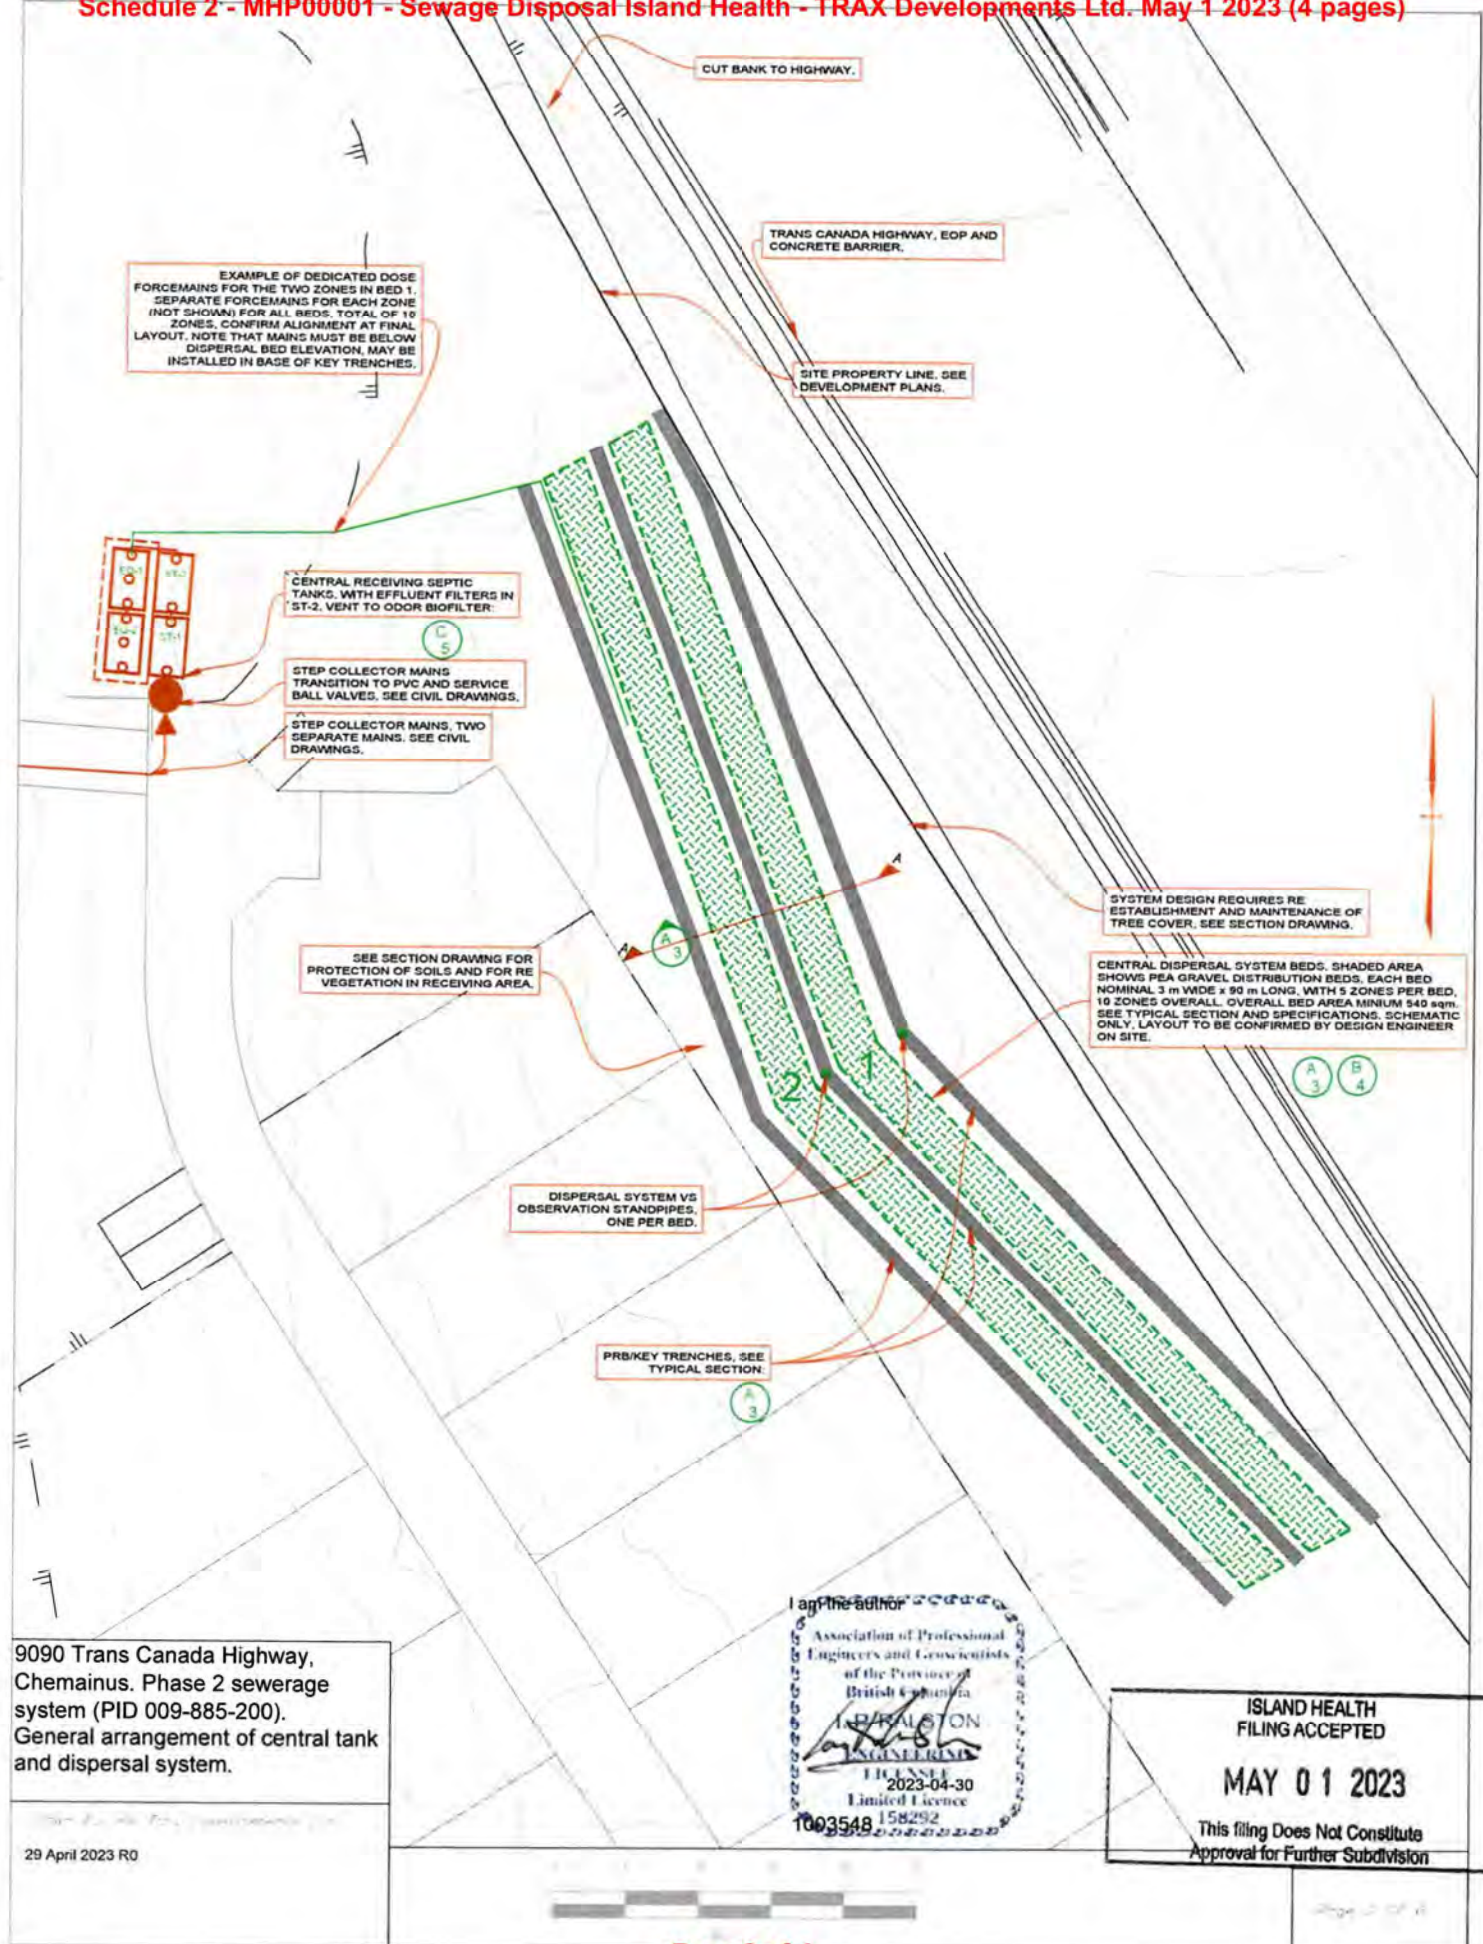 Schedule 2 - MHP00001 - Sewage Disposal Island Health - TRAX Developments Ltd. May 1 2023 (4 pages)
CUT BANK TO HIGHWAY.
TRANS CANADA HIGHWAY, EOP AND
CONCRETE BARRIER.
EXAMPLE OF DEDICATED DOSE
FORCEMAINS FOR THE TWO ZONES IN BED 1.
SEPARATE FORCEMAINS FOR EACH ZONE
(NOT SHOWN) FOR ALL BEDS. TOTAL OF 10
ZONES, CONFIRM ALIGNMENT AT FINAL
LAYOUT. NOTE THAT MAINS MUST BE BELOW
DISPERSAL BED ELEVATION, MAY BE
INSTALLED IN BASE OF KEY TRENCHES.
SITE PROPERTY LINE, SEE
DEVELOPMENT PLANS.
ST-1
CENTRAL RECEIVING SEPTIC
TANKS, WITH EFFLUENT FILTERS IN
ST-2. VENT TO ODOR BIOFILTER:
C
5
STEP COLLECTOR MAINS
TRANSITION TO PVC AND SERVICE
BALL VALVES, SEE CIVIL DRAWINGS.
STEP COLLECTOR MAINS, TWO
SEPARATE MAINS. SEE CIVIL
DRAWINGS.
A
A
A
3
SYSTEM DESIGN REQUIRES RE
ESTABLISHMENT AND MAINTENANCE OF
TREE COVER, SEE SECTION DRAWING.
SEE SECTION DRAWING FOR
PROTECTION OF SOILS AND FOR RE
VEGETATION IN RECEIVING AREA.
CENTRAL DISPERSAL SYSTEM BEDS. SHADED AREA
SHOWS PEA GRAVEL DISTRIBUTION BEDS, EACH BED
NOMINAL 3 m WIDE x 90 m LONG, WITH 5 ZONES PER BED,
10 ZONES OVERALL. OVERALL BED AREA MINIUM 540 sqm.
SEE TYPICAL SECTION AND SPECIFICATIONS. SCHEMATIC
ONLY, LAYOUT TO BE CONFIRMED BY DESIGN ENGINEER
ON SITE.
A
3
B
4
1
2
DISPERSAL SYSTEM VS
OBSERVATION STANDPIPES,
ONE PER BED.
PRB/KEY TRENCHES, SEE
TYPICAL SECTION:
A
3
I am the author
Association of Professional
Engineers and Geoscientists
of the Province of
British Columbia
RALSTON
ENGINEERING
LICENSEE
2023-04-30
Limited Licence
158292
1003548
9090 Trans Canada Highway,
Chemainus. Phase 2 sewerage
system (PID 009-885-200).
General arrangement of central tank
and dispersal system.
29 April 2023 R0
ISLAND HEALTH
FILING ACCEPTED
MAY 01 2023
This filing Does Not Constitute
Approval for Further Subdivision